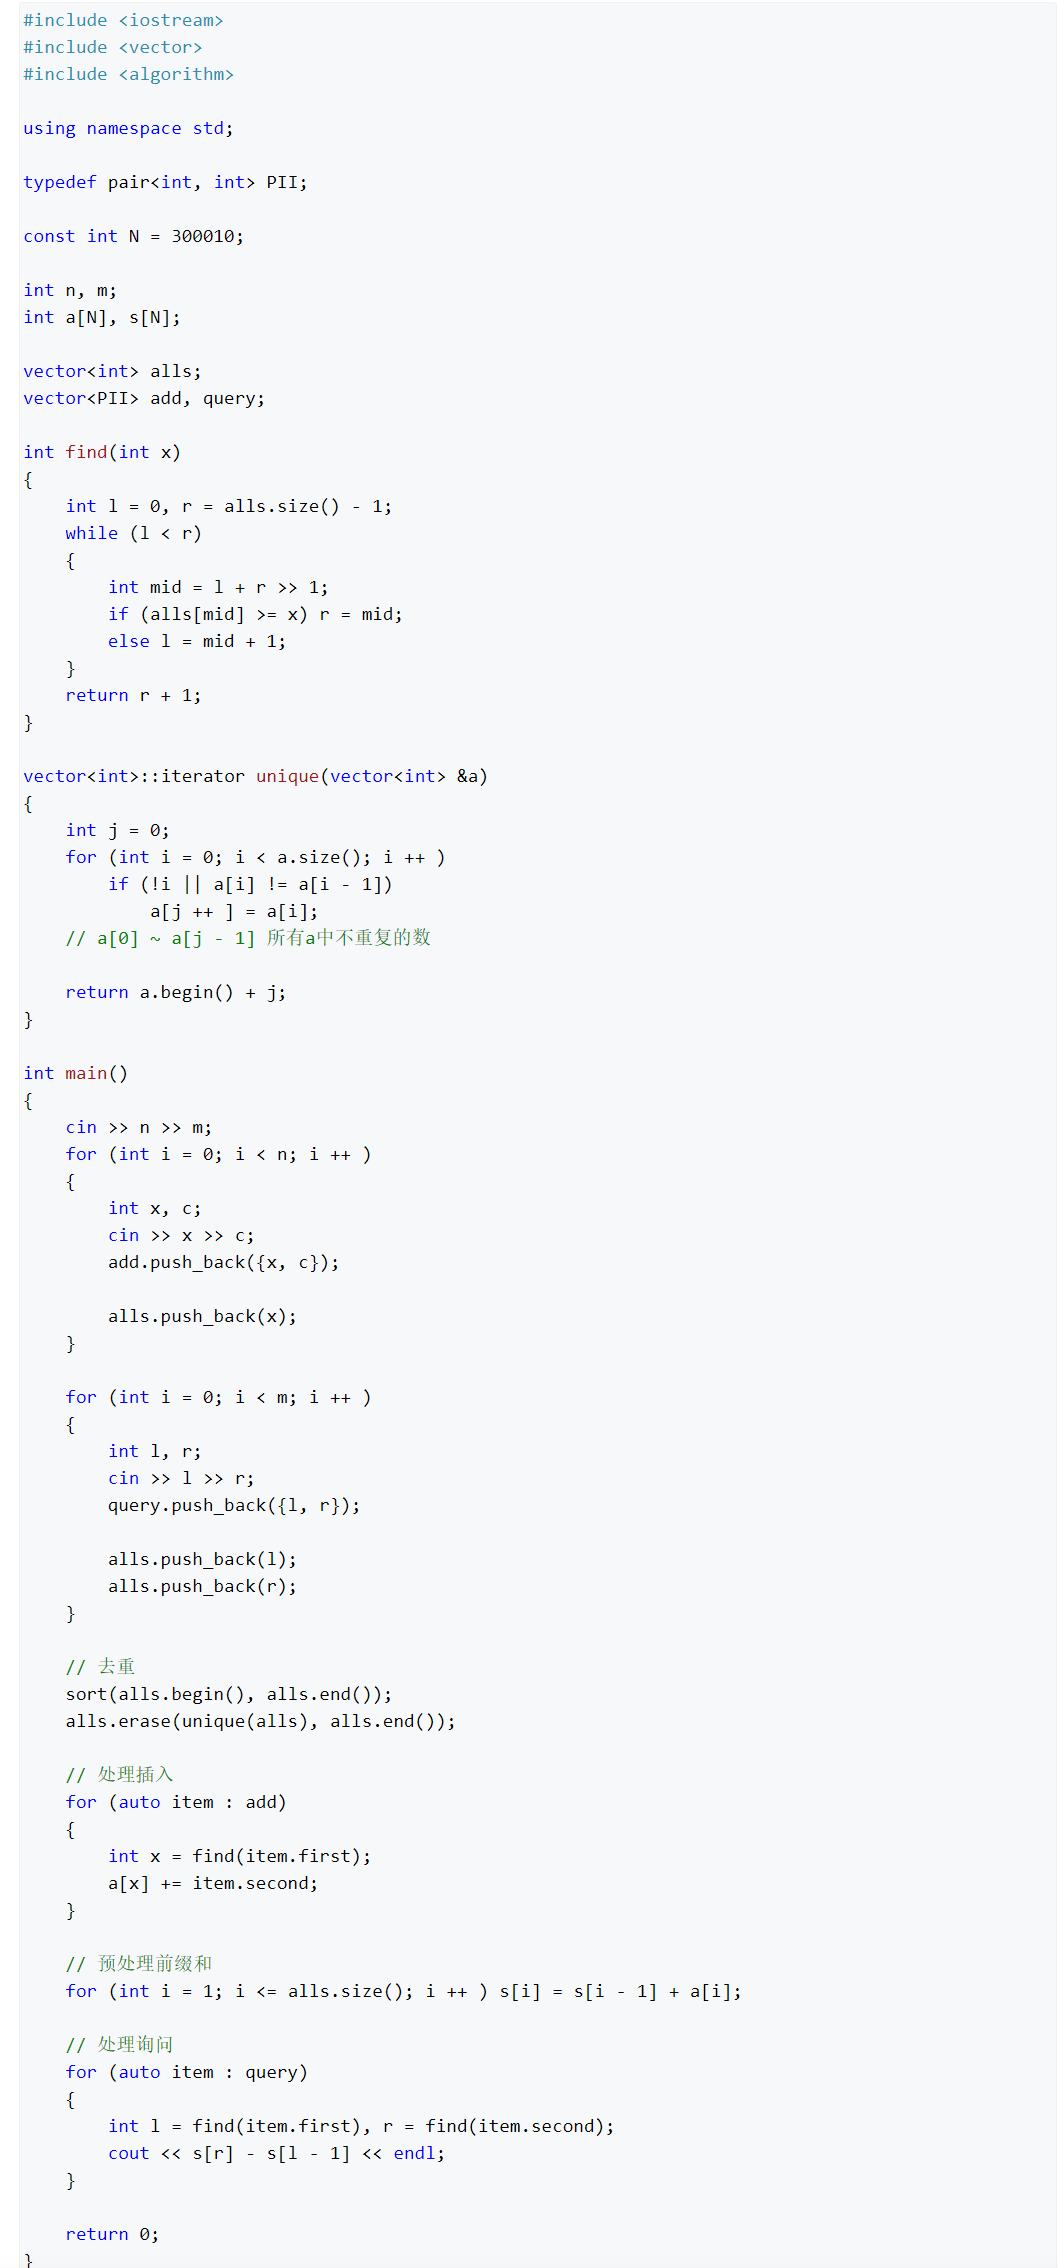 #include <iostream>
#include <vector>
#include <algorithm>

using namespace std;

typedef pair<int, int> PII;

const int N = 300010;

int n, m;
int a[N], s[N];

vector<int> alls;
vector<PII> add, query;

int find(int x)
{
    int l = 0, r = alls.size() - 1;
    while (l < r)
    {
        int mid = l + r >> 1;
        if (alls[mid] >= x) r = mid;
        else l = mid + 1;
    }
    return r + 1;
}

vector<int>::iterator unique(vector<int> &a)
{
    int j = 0;
    for (int i = 0; i < a.size(); i ++ )
        if (!i || a[i] != a[i - 1])
            a[j ++ ] = a[i];
    // a[0] ~ a[j - 1] 所有a中不重复的数

    return a.begin() + j;
}

int main()
{
    cin >> n >> m;
    for (int i = 0; i < n; i ++ )
    {
        int x, c;
        cin >> x >> c;
        add.push_back({x, c});

        alls.push_back(x);
    }

    for (int i = 0; i < m; i ++ )
    {
        int l, r;
        cin >> l >> r;
        query.push_back({l, r});

        alls.push_back(l);
        alls.push_back(r);
    }

    // 去重
    sort(alls.begin(), alls.end());
    alls.erase(unique(alls), alls.end());

    // 处理插入
    for (auto item : add)
    {
        int x = find(item.first);
        a[x] += item.second;
    }

    // 预处理前缀和
    for (int i = 1; i <= alls.size(); i ++ ) s[i] = s[i - 1] + a[i];

    // 处理询问
    for (auto item : query)
    {
        int l = find(item.first), r = find(item.second);
        cout << s[r] - s[l - 1] << endl;
    }

    return 0;
}